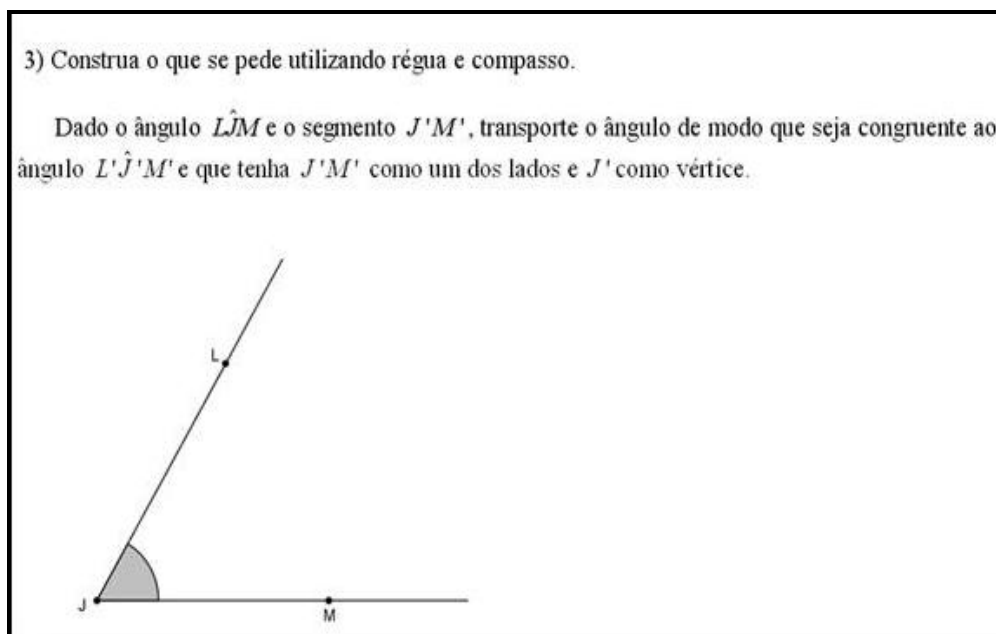 3) Construa o que se pede utilizando régua e compasso.
Dado o ângulo LĴM e o segmento J'M', transporte o ângulo de modo que seja congruente ao
ângulo L'Ĵ'M' e que tenha J'M' como um dos lados e J' como vértice.
L
J
M